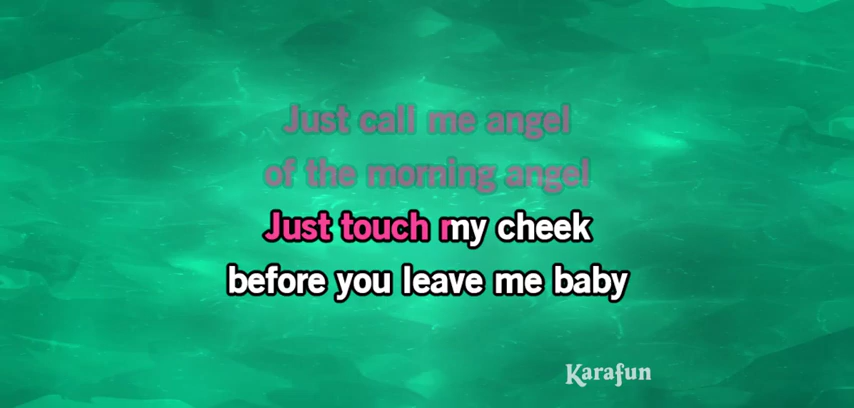 Just call me angel
of the morning angel
Just touch my cheek
before you leave me baby
Karafun